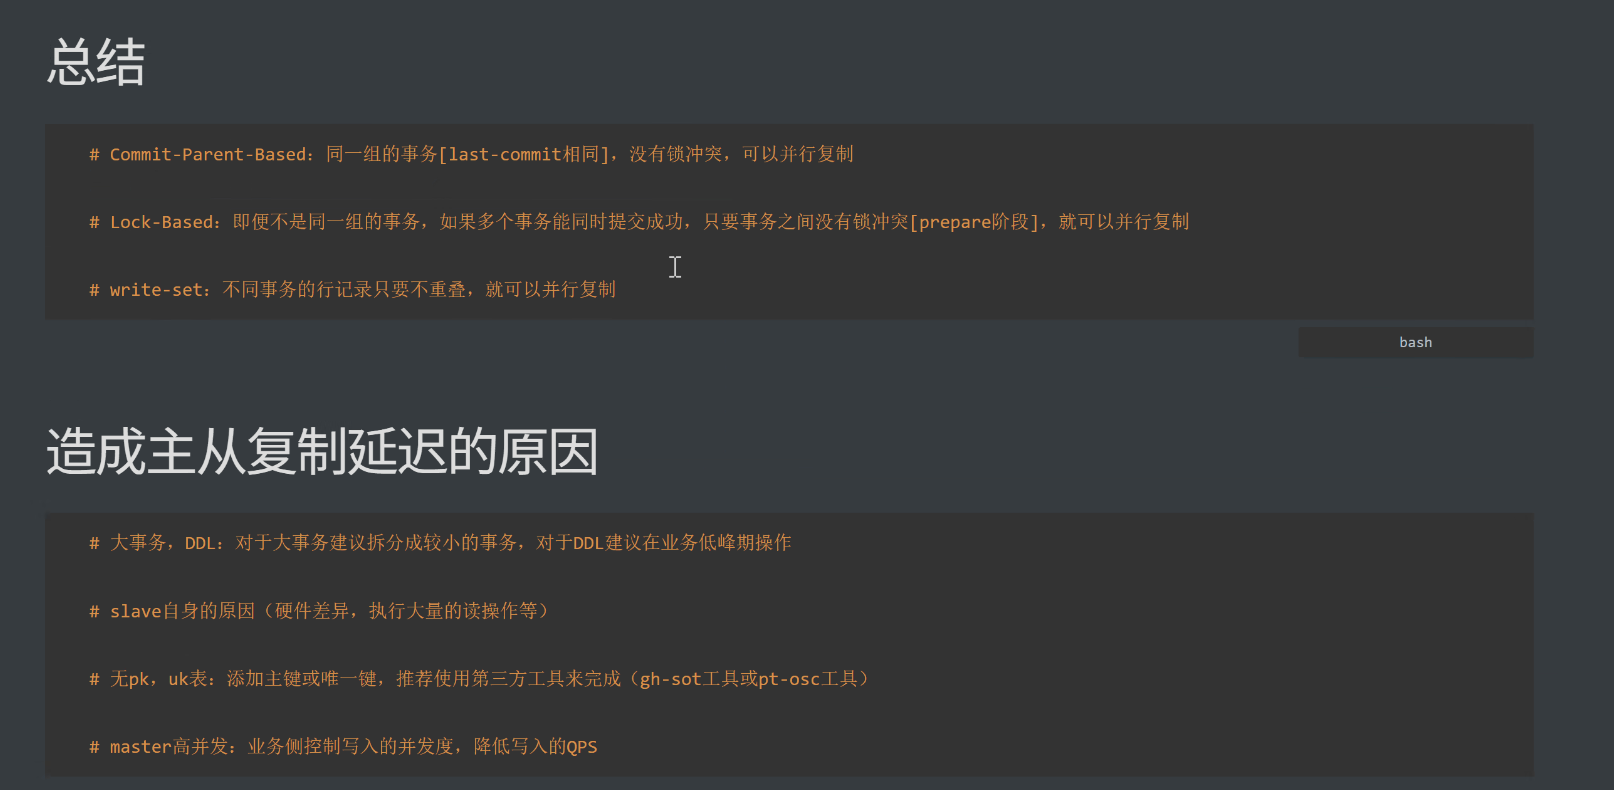 总结
# Commit-Parent-Based：同一组的事务[last-commit相同]，没有锁冲突，可以并行复制
# Lock-Based：即便不是同一组的事务，如果多个事务能同时提交成功，只要事务之间没有锁冲突[prepare阶段]，就可以并行复制
# write-set：不同事务的行记录只要不重叠，就可以并行复制
bash
造成主从复制延迟的原因
# 大事务，DDL：对于大事务建议拆分成较小的事务，对于DDL建议在业务低峰期操作
# slave自身的原因（硬件差异，执行大量的读操作等）
# 无pk，uk表：添加主键或唯一键，推荐使用第三方工具来完成（gh-sot工具或pt-osc工具）
# master高并发：业务侧控制写入的并发度，降低写入的QPS